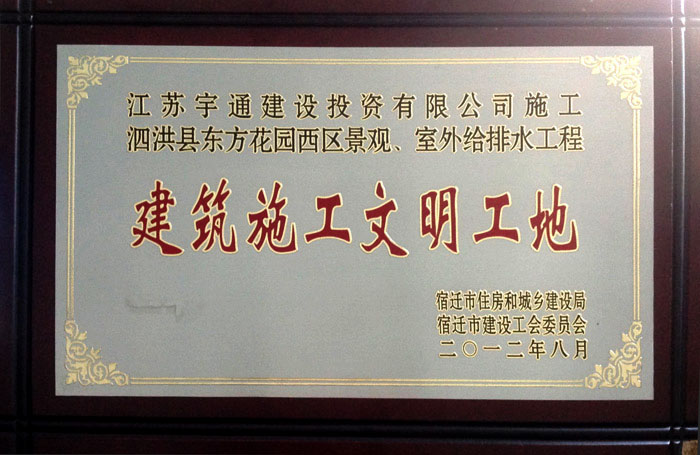 江苏宇通建设投资有限公司施工
泗洪县东方花园西区景观、室外给排水工程
建筑施工文明工地
宿迁市住房和城乡建设局
宿迁市建设工会委员会
二〇一二年八月